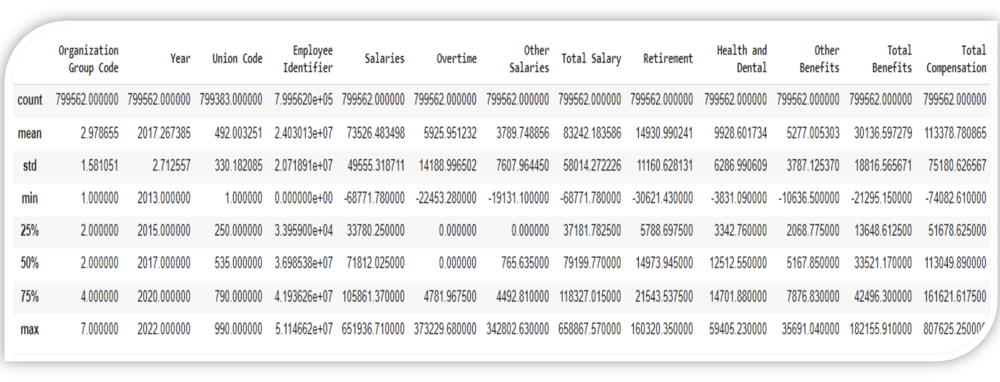 Organization Group Code Year Union Code Employee Identifier Salaries Overtime Other Salaries Total Salary Retirement Health and Dental Other Benefits Total Benefits Total Compensation
count 799562.000000 799562.000000 799383.000000 7.995620e+05 799562.000000 799562.000000 799562.000000 799562.000000 799562.000000 799562.000000 799562.000000 799562.000000 799562.000000
mean 2.978655 2017.267385 492.003251 2.403013e+07 73526.483498 5925.951232 3789.748856 83242.183586 14930.990241 9928.601734 5277.005303 30136.597279 113378.780865
std 1.581051 2.712557 330.182085 2.071891e+07 49555.318711 14188.996502 7607.964450 58014.272226 11160.628131 6286.990609 3787.125370 18816.565671 75180.626567
min 1.000000 2013.000000 1.000000 0.000000e+00 -68771.780000 -22453.280000 -19131.100000 -68771.780000 -30621.430000 -3831.090000 -10636.500000 -21295.150000 -74082.610000
25% 2.000000 2015.000000 250.000000 3.395900e+04 33780.250000 0.000000 0.000000 37181.782500 5788.697500 3342.760000 2068.775000 13648.612500 51678.625000
50% 2.000000 2017.000000 535.000000 3.698538e+07 71812.025000 0.000000 765.635000 79199.770000 14973.945000 12512.550000 5167.850000 33521.170000 113049.890000
75% 4.000000 2020.000000 790.000000 4.193626e+07 105861.370000 4781.967500 4492.810000 118327.015000 21543.537500 14701.880000 7876.830000 42496.300000 161621.617500
max 7.000000 2022.000000 990.000000 5.114662e+07 651936.710000 373229.680000 342802.630000 658867.570000 160320.350000 59405.230000 35691.040000 182155.910000 807625.250000